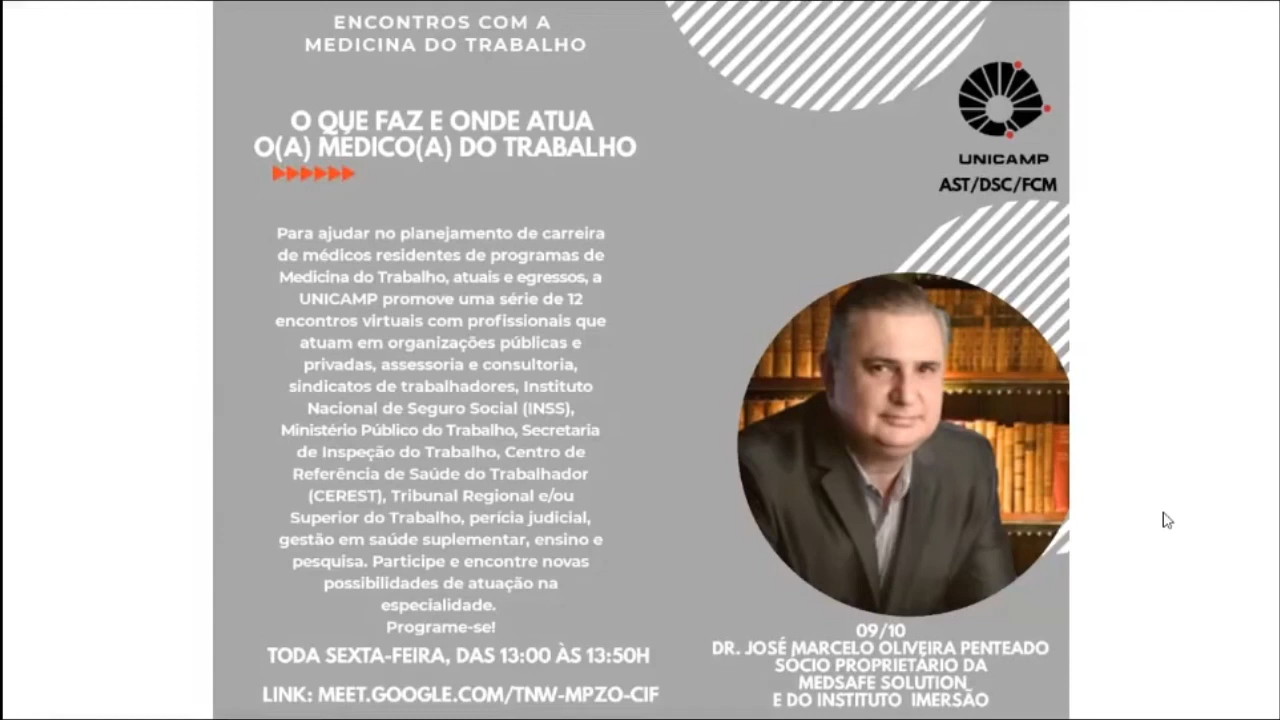 ENCONTROS COM A
MEDICINA DO TRABALHO
O QUE FAZ E ONDE ATUA
O(A) MÉDICO(A) DO TRABALHO
Para ajudar no planejamento de carreira
de médicos residentes de programas de
Medicina do Trabalho, atuais e egressos, a
UNICAMP promove uma série de 12
encontros virtuais com profissionais que
atuam em organizações públicas e
privadas, assessoria e consultoria,
sindicatos de trabalhadores, Instituto
Nacional de Seguro Social (INSS),
Ministério Público do Trabalho, Secretaria
de Inspeção do Trabalho, Centro de
Referência de Saúde do Trabalhador
(CEREST), Tribunal Regional e/ou
Superior do Trabalho, perícia judicial,
gestão em saúde suplementar, ensino e
pesquisa. Participe e encontre novas
possibilidades de atuação na
especialidade.
Programe-se!
TODA SEXTA-FEIRA, DAS 13:00 ÀS 13:50H
LINK: MEET.GOOGLE.COM/TNW-MPZO-CIF
UNICAMP
AST/DSC/FCM
09/10
DR. JOSÉ MARCELO OLIVEIRA PENTEADO
SÓCIO PROPRIETÁRIO DA
MEDSAFE SOLUTION
E DO INSTITUTO IMERSÃO